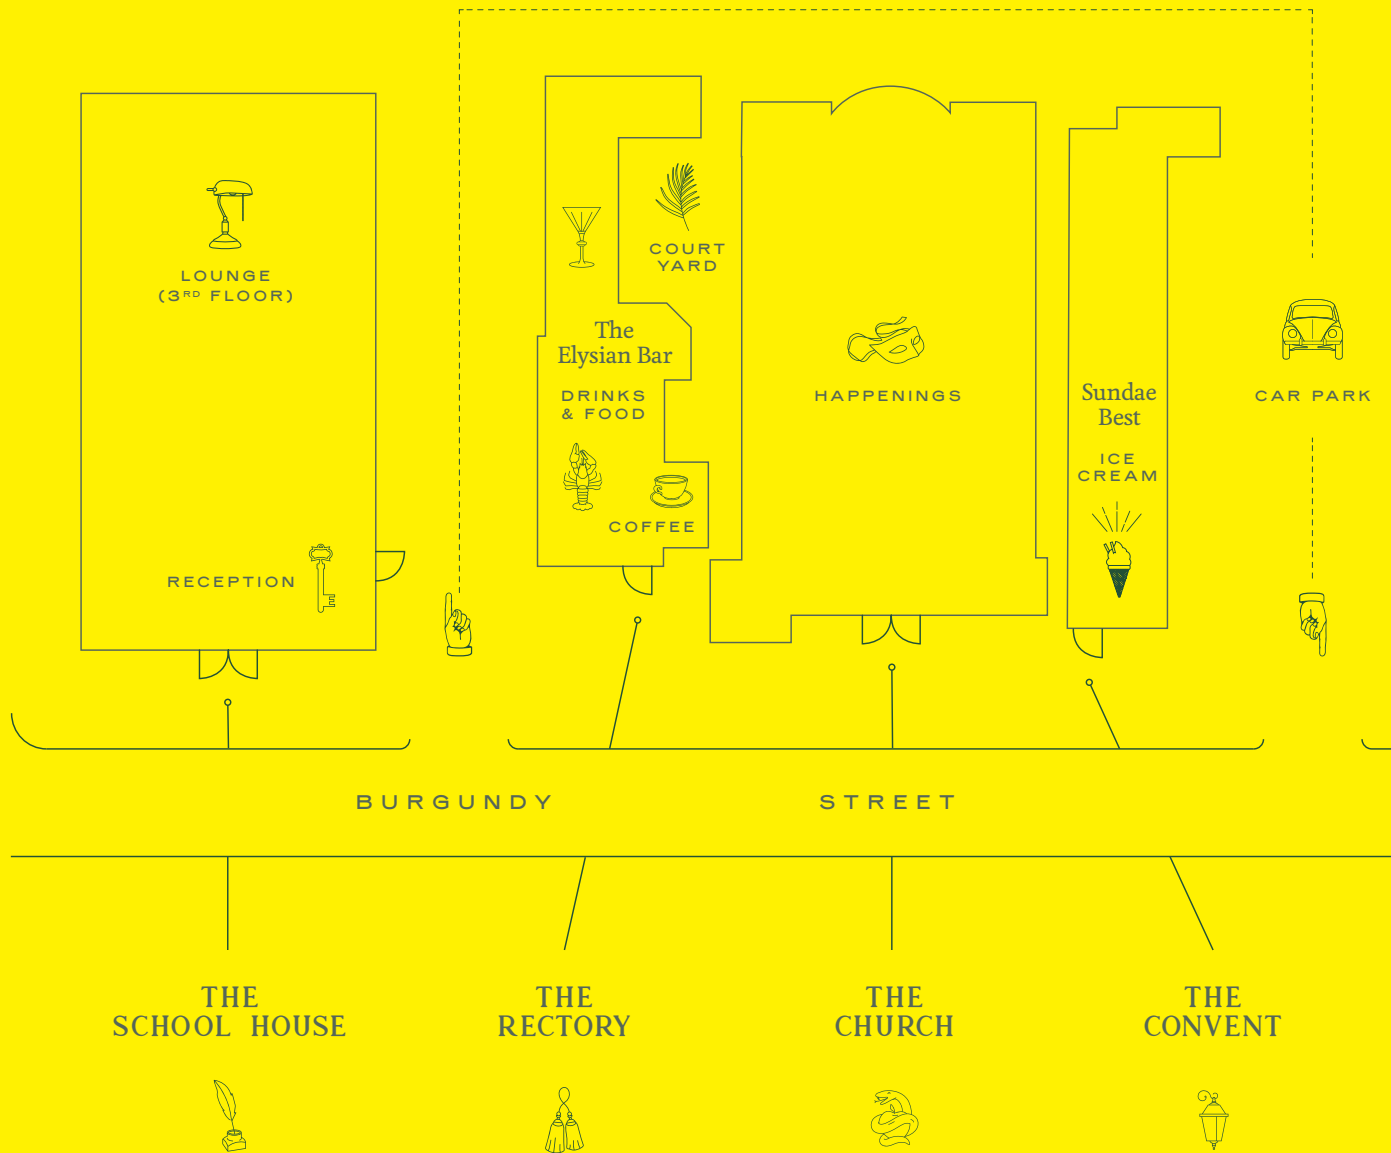 LOUNGE
(3RD FLOOR)
RECEPTION
COURT
YARD
The
Elysian Bar
DRINKS
& FOOD
COFFEE
HAPPENINGS
Sundae
Best
ICE
CREAM
CAR PARK
BURGUNDY STREET
THE
SCHOOL HOUSE
THE
RECTORY
THE
CHURCH
THE
CONVENT